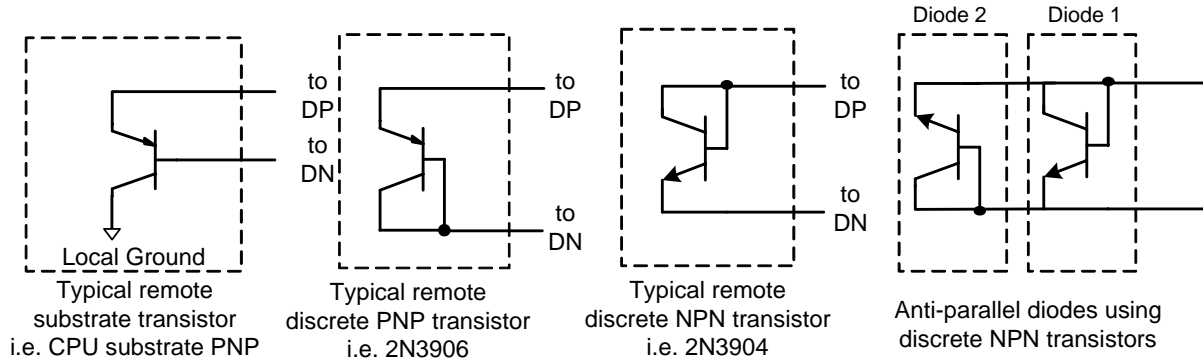 Diode 2
Diode 1
to
DP
to
DN
to
DP
to
DN
to
DP
to
DN
Local Ground
Typical remote
substrate transistor
i.e. CPU substrate PNP
Typical remote
discrete PNP transistor
i.e. 2N3906
Typical remote
discrete NPN transistor
i.e. 2N3904
Anti-parallel diodes using
discrete NPN transistors